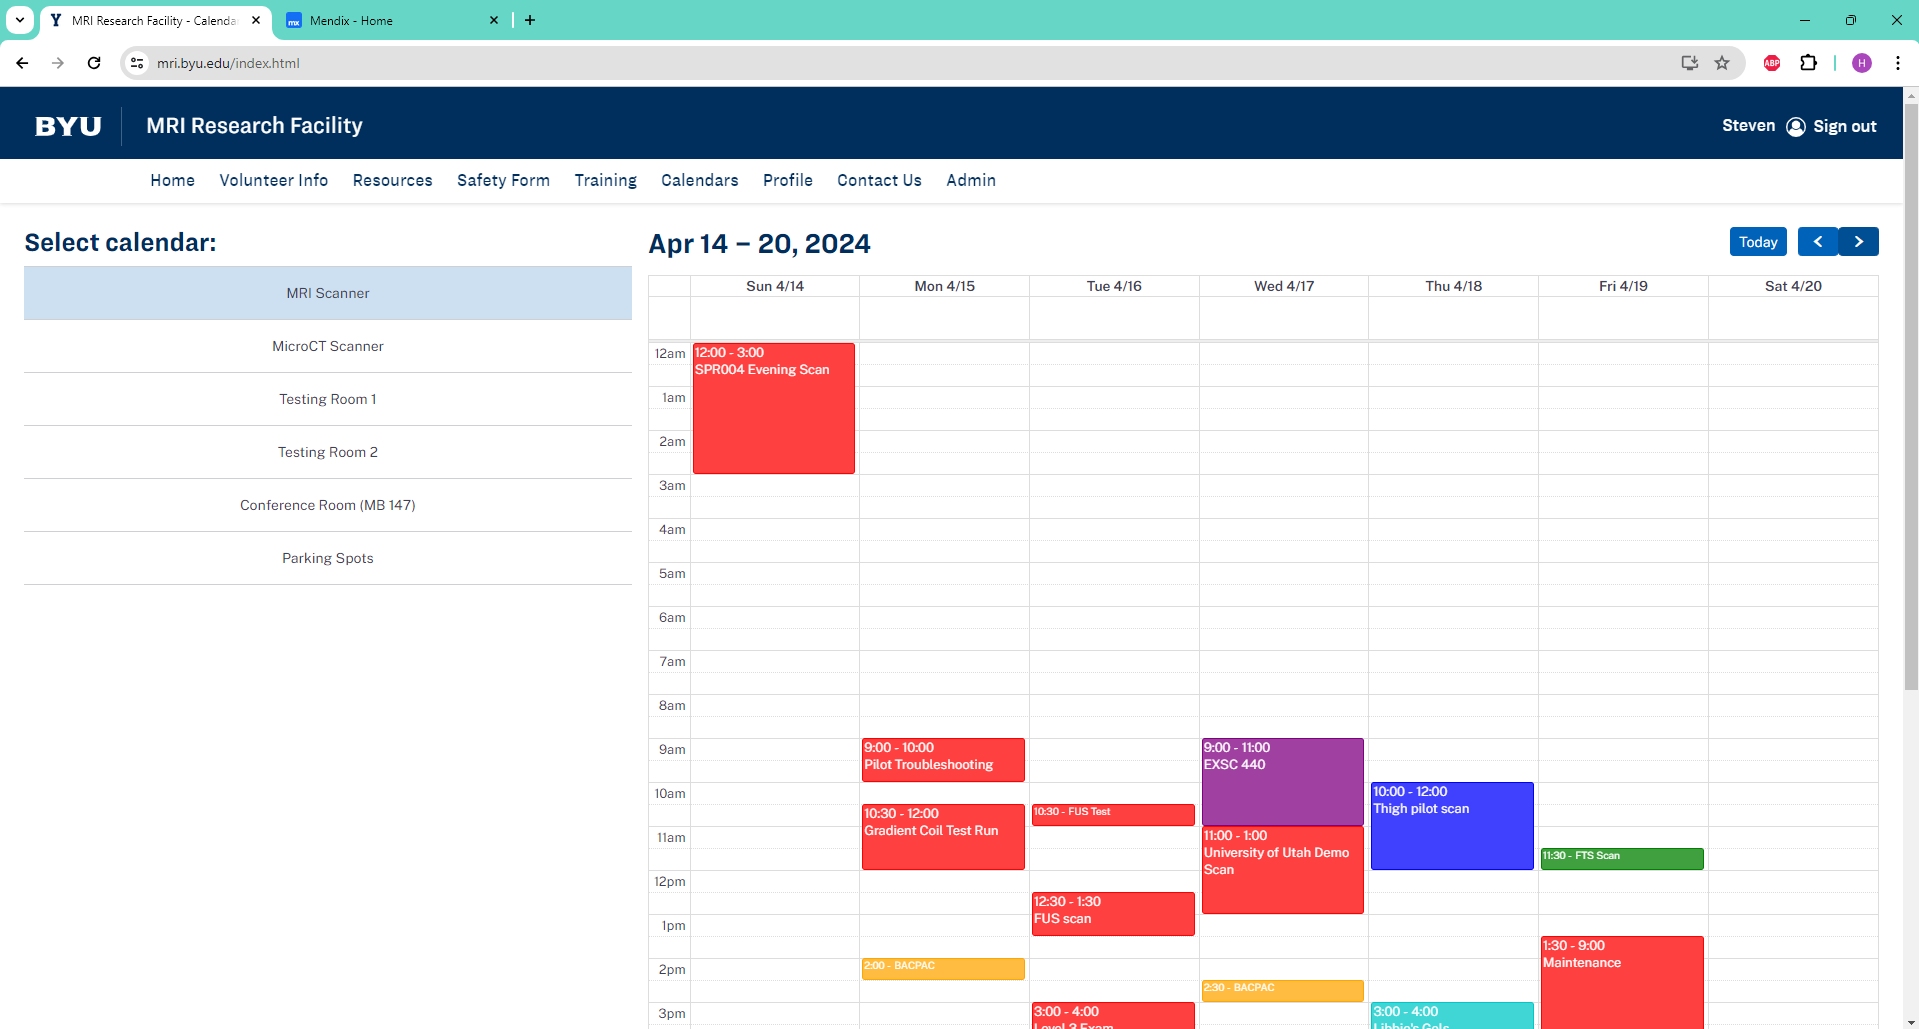 MRI Research Facility - Calenda
Mendix - Home
mri.byu.edu/index.html
ABP
H
BYU
MRI Research Facility
Steven
Sign out
Home
Volunteer Info
Resources
Safety Form
Training
Calendars
Profile
Contact Us
Admin
Select calendar:
MRI Scanner
MicroCT Scanner
Testing Room 1
Testing Room 2
Conference Room (MB 147)
Parking Spots
Apr 14 – 20, 2024
Today
Sun 4/14
Mon 4/15
Tue 4/16
Wed 4/17
Thu 4/18
Fri 4/19
Sat 4/20
12am
1am
2am
3am
4am
5am
6am
7am
8am
9am
10am
11am
12pm
1pm
2pm
3pm
12:00 - 3:00
SPR004 Evening Scan
9:00 - 10:00
Pilot Troubleshooting
10:30 - 12:00
Gradient Coil Test Run
2:00 - BACPAC
10:30 - FUS Test
12:30 - 1:30
FUS scan
3:00 - 4:00
Level 3 Exam
9:00 - 11:00
EXSC 440
11:00 - 1:00
University of Utah Demo
Scan
2:30 - BACPAC
10:00 - 12:00
Thigh pilot scan
3:00 - 4:00
Libbie's Gels
11:30 - FTS Scan
1:30 - 9:00
Maintenance